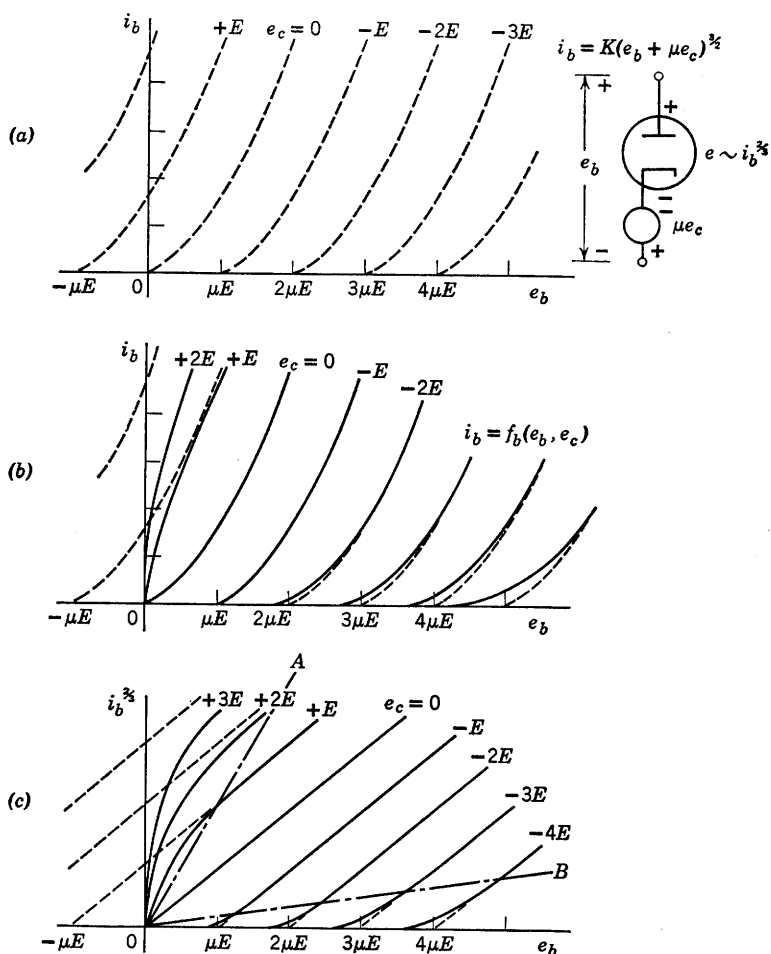 (a)
i_b
+E
e_c = 0
−E
−2E
−3E
i_b = K(e_b + μe_c)^{3/2}
+
+
e_b
e ∼ i_b^{2/3}
−
=
μe_c
+
−μE
0
μE
2μE
3μE
4μE
e_b
(b)
i_b
+2E
+E
e_c = 0
−E
−2E
i_b = f_b(e_b, e_c)
−μE
0
μE
2μE
3μE
4μE
e_b
(c)
i_b^{2/3}
+3E
+2E
A
+E
e_c = 0
−E
−2E
−3E
−4E
B
−μE
0
μE
2μE
3μE
4μE
e_b